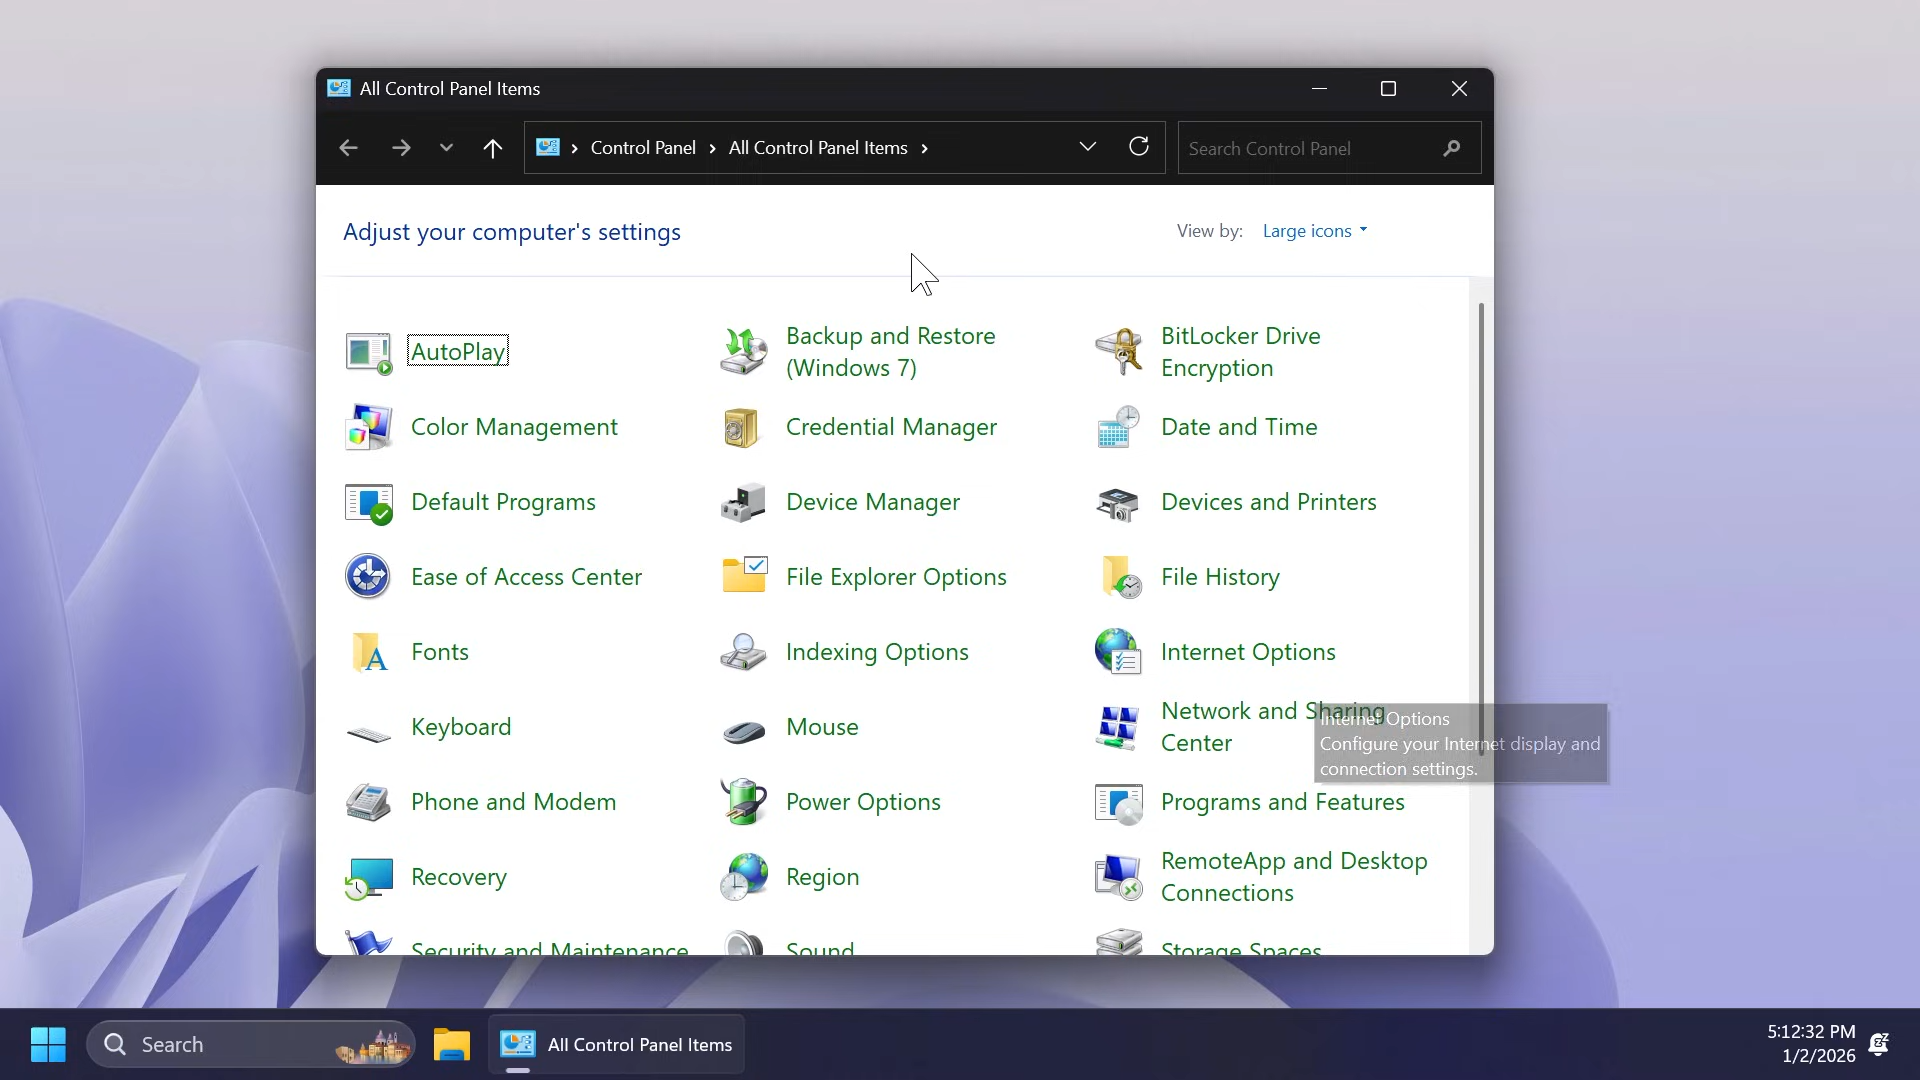 All Control Panel Items
Control Panel > All Control Panel Items >
Search Control Panel
Adjust your computer's settings
View by: Large icons
AutoPlay
Backup and Restore
(Windows 7)
BitLocker Drive
Encryption
Color Management
Credential Manager
Date and Time
Default Programs
Device Manager
Devices and Printers
Ease of Access Center
File Explorer Options
File History
Fonts
Indexing Options
Internet Options
Keyboard
Mouse
Network and Sharing
Center
Internet Options
Configure your Internet display and
connection settings.
Phone and Modem
Power Options
Programs and Features
Recovery
Region
RemoteApp and Desktop
Connections
Security and Maintenance
Sound
Storage Spaces
Search
All Control Panel Items
5:12:32 PM
1/2/2026